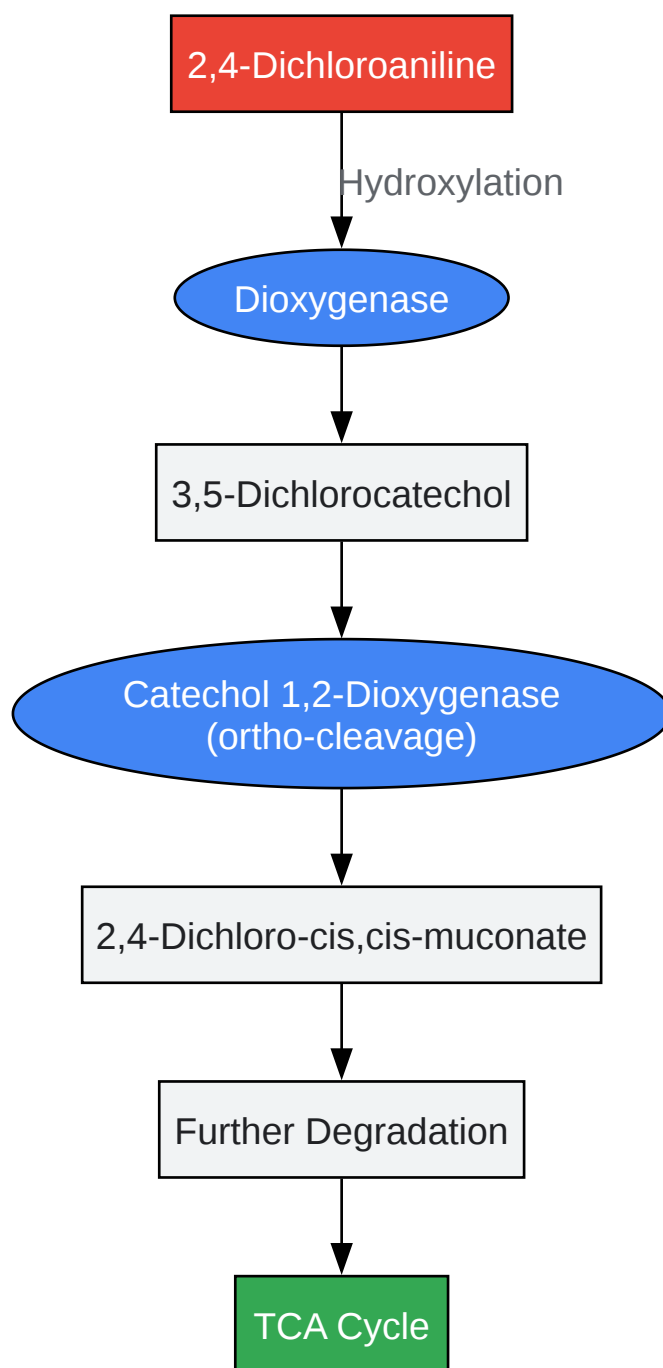 2,4-Dichloroaniline
Hydroxylation
Dioxygenase
3,5-Dichlorocatechol
Catechol 1,2-Dioxygenase
(ortho-cleavage)
2,4-Dichloro-cis,cis-muconate
Further Degradation
TCA Cycle